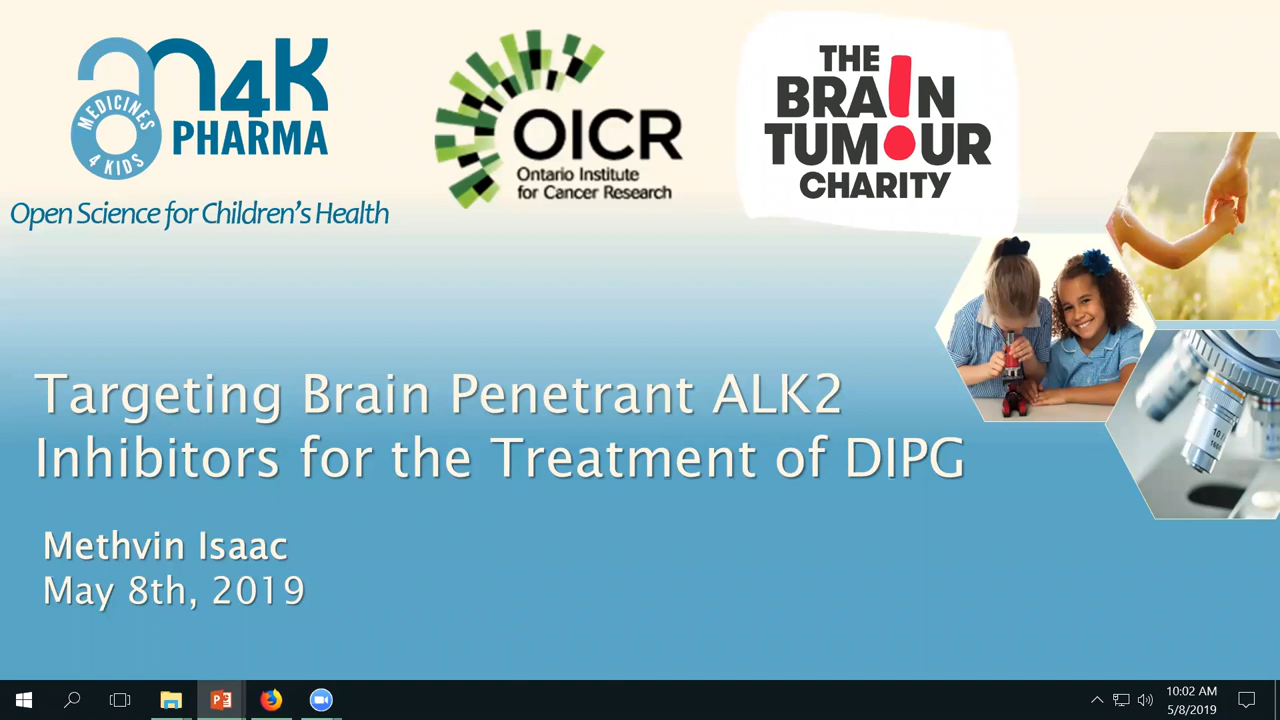 M4K
PHARMA
MEDICINES
4 KIDS
Open Science for Children's Health
OICR
Ontario Institute
for Cancer Research
THE
BRA!N
TUMOUR
CHARITY
Targeting Brain Penetrant ALK2
Inhibitors for the Treatment of DIPG
Methvin Isaac
May 8th, 2019
10:02 AM
5/8/2019